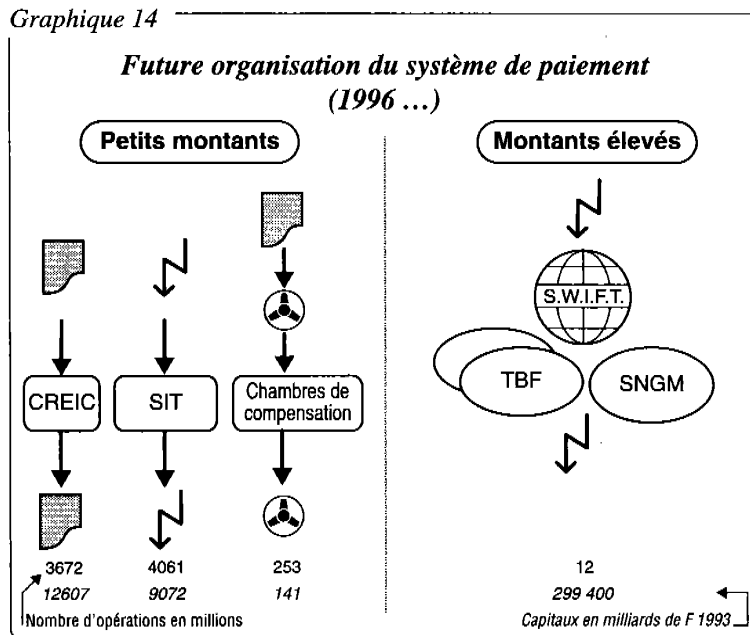 Graphique 14
Future organisation du système de paiement
(1996 ...)
Petits montants
Montants élevés
S.W.I.F.T.
TBF
SNGM
CREIC
SIT
Chambres de
compensation
3672
4061
253
12
12607
9072
141
299 400
Nombre d'opérations en millions
Capitaux en milliards de F 1993